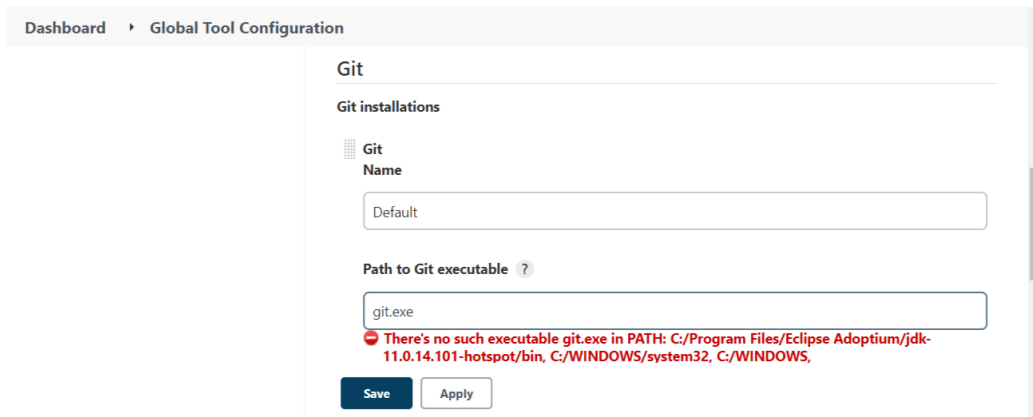 Dashboard
Global Tool Configuration
Git
Git installations
Git
Name
Default
Path to Git executable ?
git.exe
There's no such executable git.exe in PATH: C:/Program Files/Eclipse Adoptium/jdk-
11.0.14.101-hotspot/bin, C:/WINDOWS/system32, C:/WINDOWS,
Save
Apply